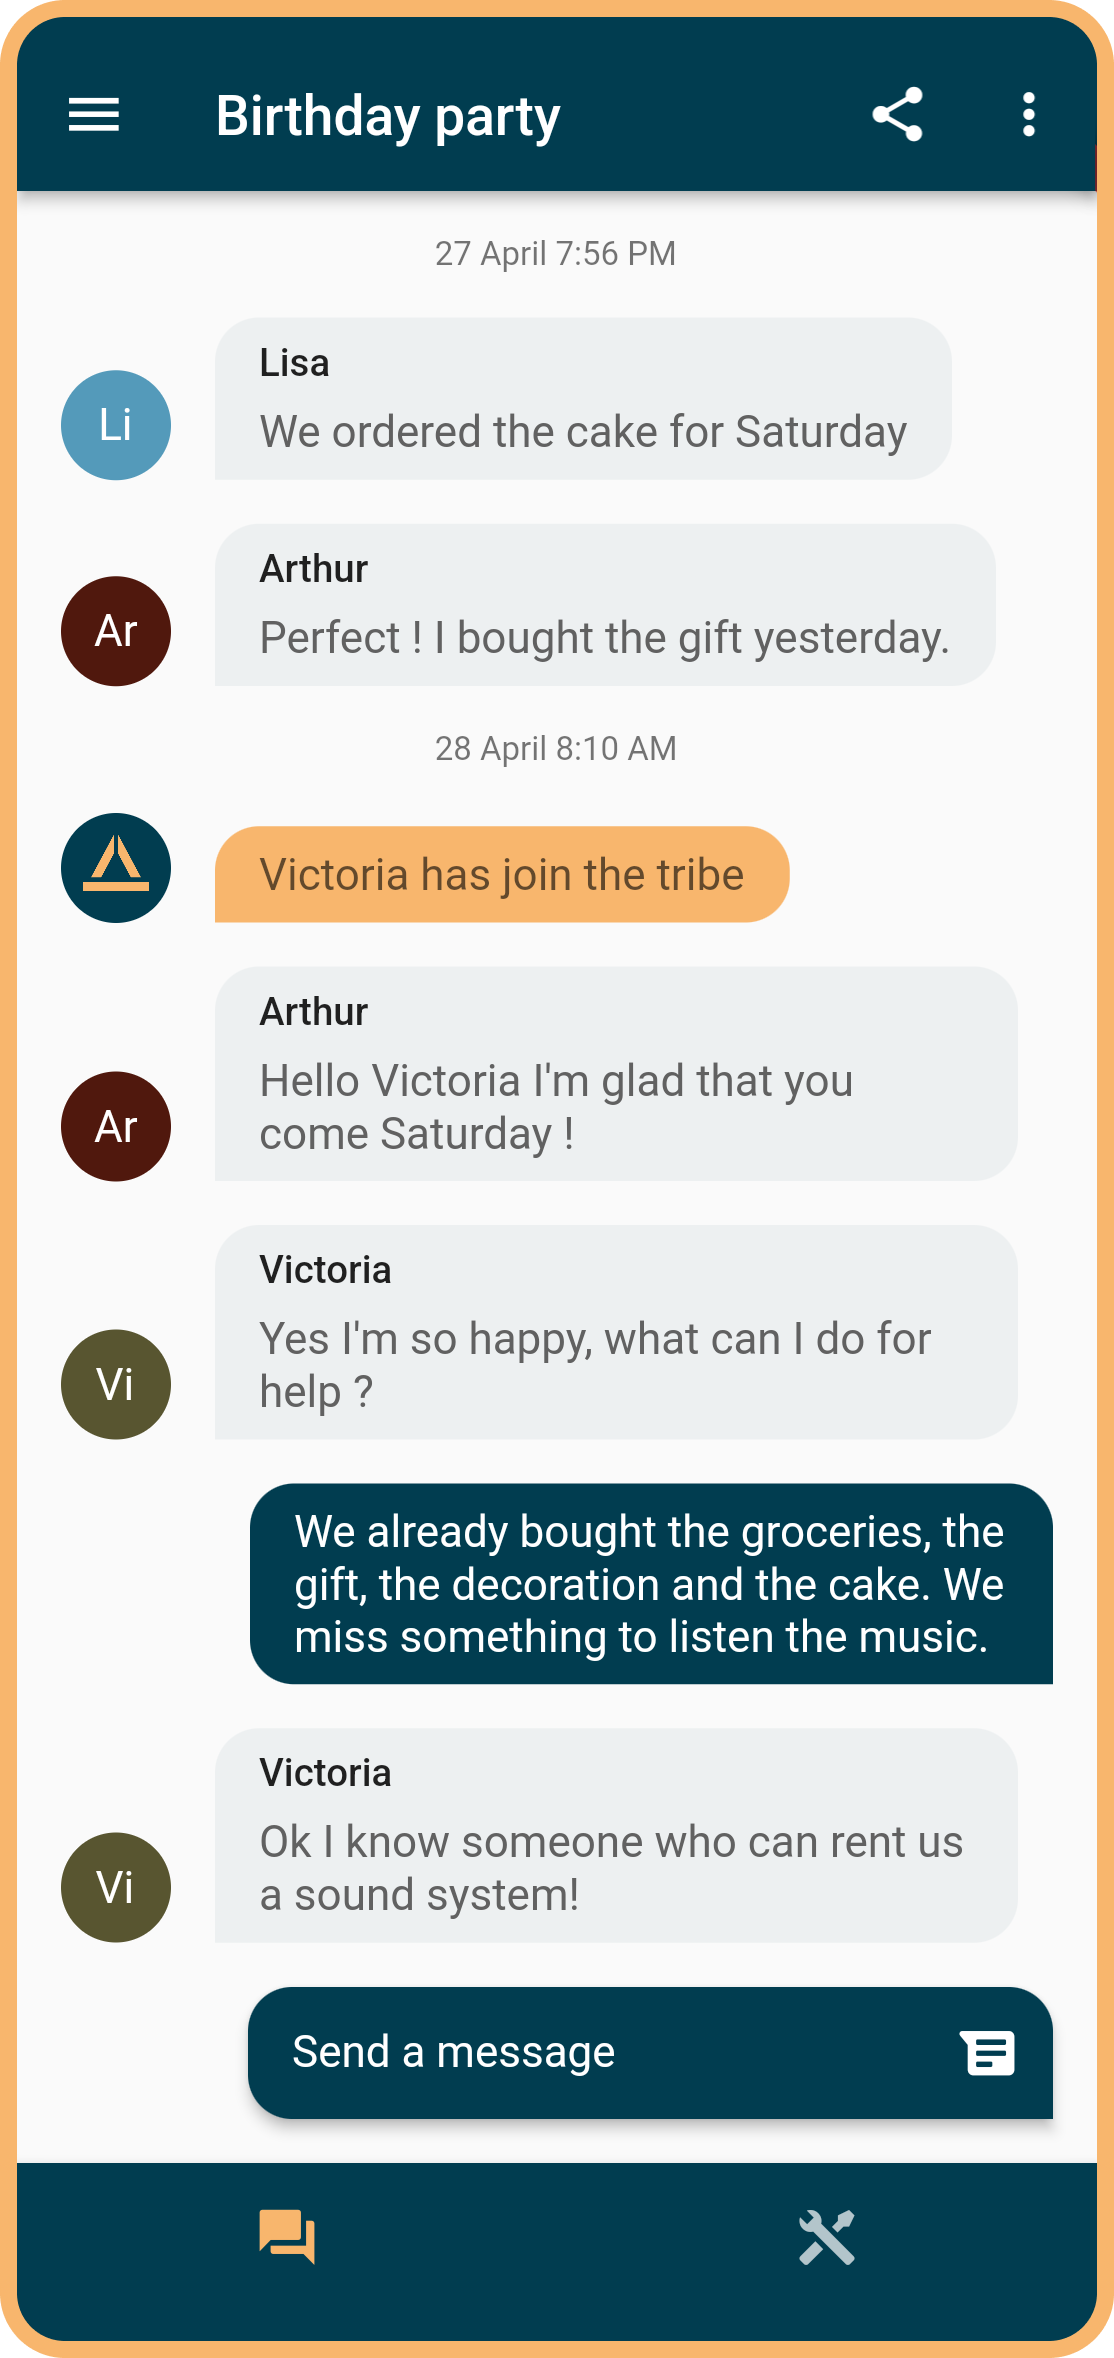 Birthday party
27 April 7:56 PM
Lisa
Li
We ordered the cake for Saturday
Arthur
Ar
Perfect ! I bought the gift yesterday.
28 April 8:10 AM
Victoria has join the tribe
Arthur
Ar
Hello Victoria I'm glad that you
come Saturday !
Victoria
Vi
Yes I'm so happy, what can I do for
help ?
We already bought the groceries, the
gift, the decoration and the cake. We
miss something to listen the music.
Victoria
Vi
Ok I know someone who can rent us
a sound system!
Send a message